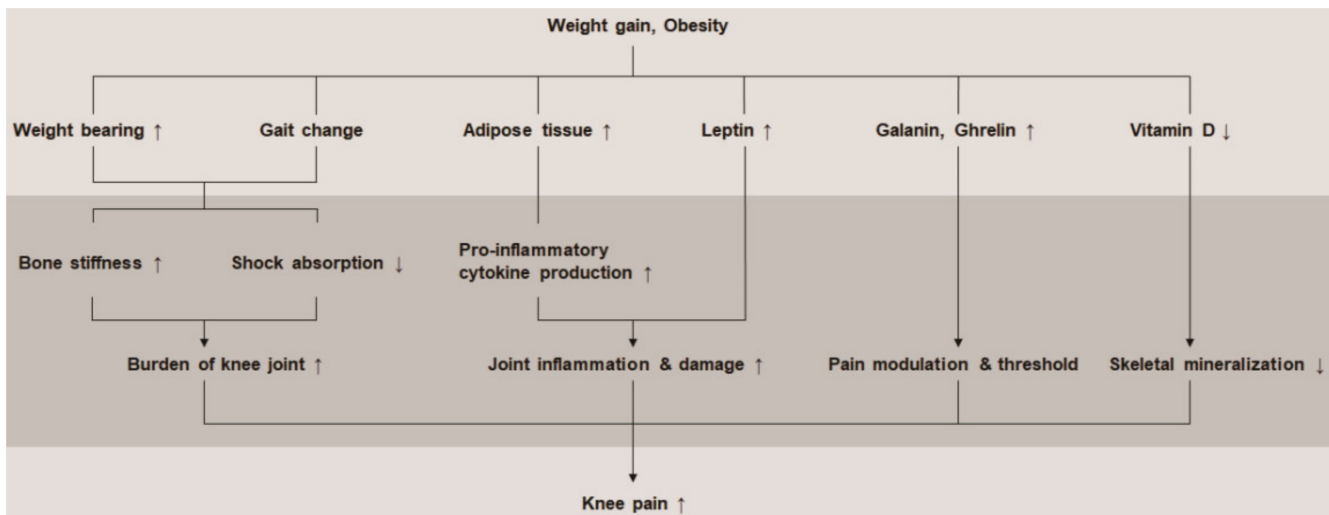 Weight gain, Obesity
Weight bearing ↑
Gait change
Adipose tissue ↑
Leptin ↑
Galanin, Ghrelin ↑
Vitamin D ↓
Bone stiffness ↑
Shock absorption ↓
Pro-inflammatory
cytokine production ↑
Burden of knee joint ↑
Joint inflammation & damage ↑
Pain modulation & threshold
Skeletal mineralization ↓
Knee pain ↑